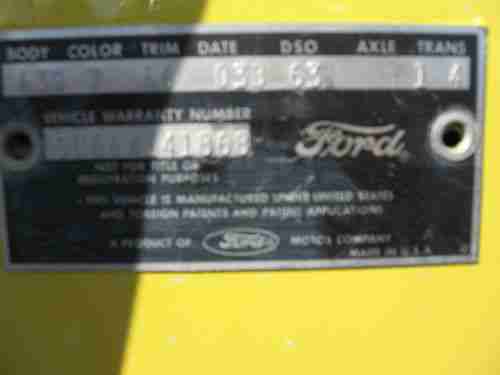 BODY COLOR TRIM DATE DSO AXLE TRANS
63 1 4
VEHICLE WARRANTY NUMBER
Ford
NOT FOR TITLE OR
REGISTRATION PURPOSES
THIS VEHICLE IS MANUFACTURED UNDER UNITED STATES
AND FOREIGN PATENTS AND PATENT APPLICATIONS
A PRODUCT OF Ford MOTOR COMPANY
MADE IN U.S.A.